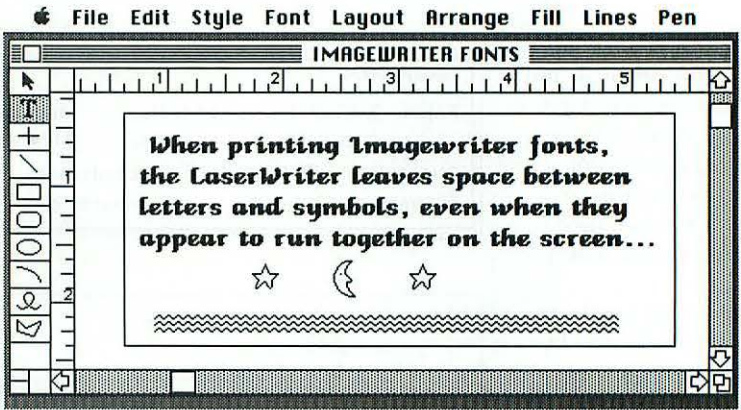 File Edit Style Font Layout Arrange Fill Lines Pen
IMAGEWRITER FONTS
1 2 3 4 5
T
When printing Imagewriter fonts,
the LaserWriter leaves space between
letters and symbols, even when they
appear to run together on the screen...
1
2